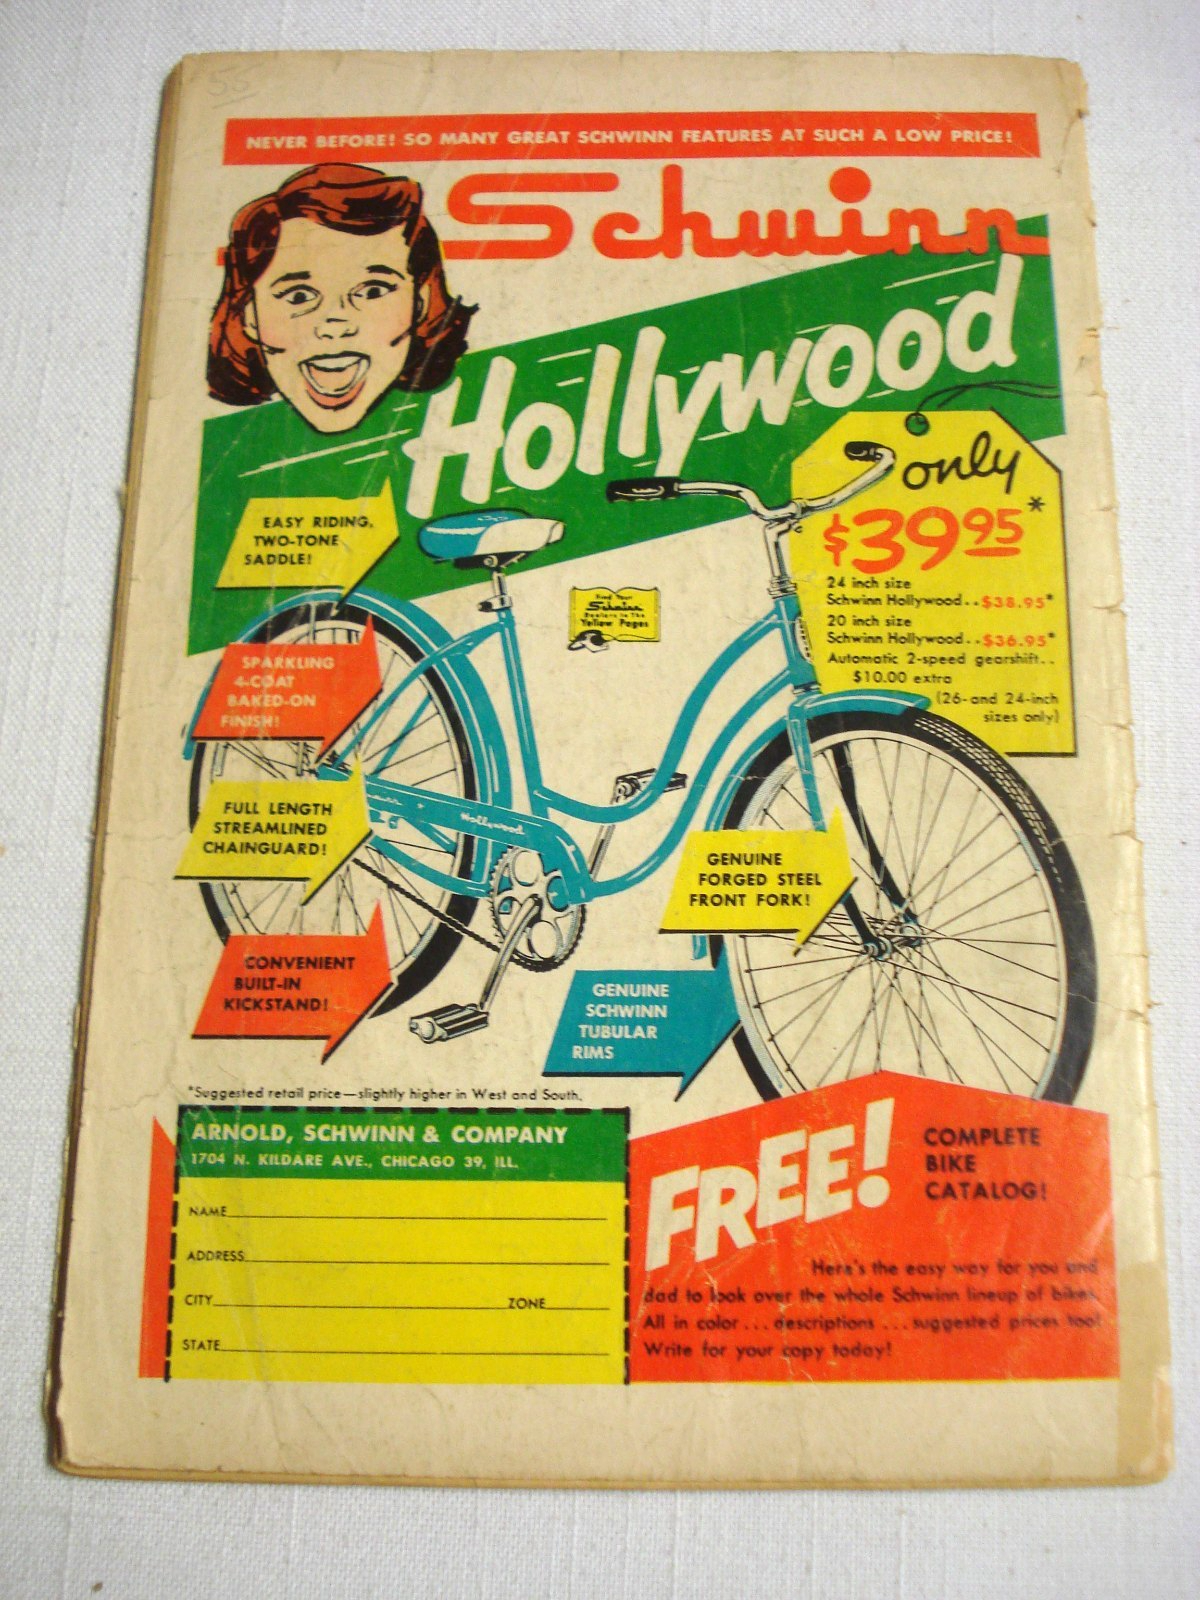 55
NEVER BEFORE! SO MANY GREAT SCHWINN FEATURES AT SUCH A LOW PRICE!
Schwinn
Hollywood
only
$39.95*
24 inch size
Schwinn Hollywood..$38.95*
20 inch size
Schwinn Hollywood..$36.95*
Automatic 2-speed gearshift..
$10.00 extra
(26-and 24-inch
sizes only)
EASY RIDING,
TWO-TONE
SADDLE!
Find Your
Schwinn
Dealers in The
Yellow Pages
SPARKLING
4-COAT
BAKED-ON
FINISH!
FULL LENGTH
STREAMLINED
CHAINGUARD!
Hollywood
GENUINE
FORGED STEEL
FRONT FORK!
CONVENIENT
BUILT-IN
KICKSTAND!
GENUINE
SCHWINN
TUBULAR
RIMS
*Suggested retail price—slightly higher in West and South.
ARNOLD, SCHWINN & COMPANY
1704 N. KILDARE AVE., CHICAGO 39, ILL.
NAME
ADDRESS
CITY ZONE
STATE
FREE!
COMPLETE
BIKE
CATALOG!
Here's the easy way for you and
dad to look over the whole Schwinn lineup of bikes.
All in color... descriptions ... suggested prices too!
Write for your copy today!